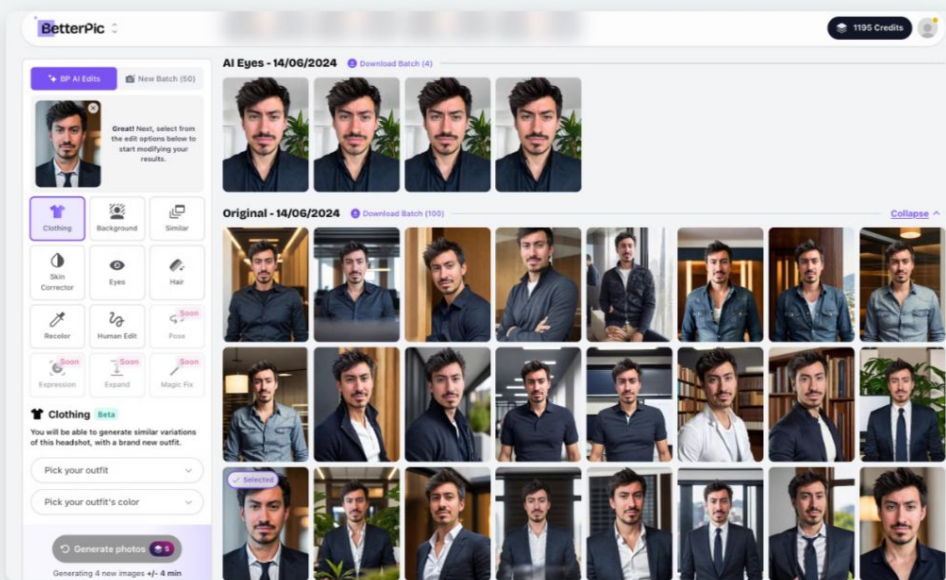 BetterPic
1195 Credits
BP AI Edits
New Batch (50)
Great! Next, select from
the edit options below to
start modifying your
results.
Clothing
Background
Similar
Skin
Corrector
Eyes
Hair
Recolor
Human Edit
Soon
Pose
Soon
Expression
Soon
Expand
Soon
Magic Fix
Clothing Beta
You will be able to generate similar variations
of this headshot, with a brand new outfit.
Pick your outfit
Pick your outfit's color
Generate photos 5
Generating 4 new images +/- 4 min
AI Eyes - 14/06/2024 Download Batch (4)
Original - 14/06/2024 Download Batch (100)
Collapse
Selected